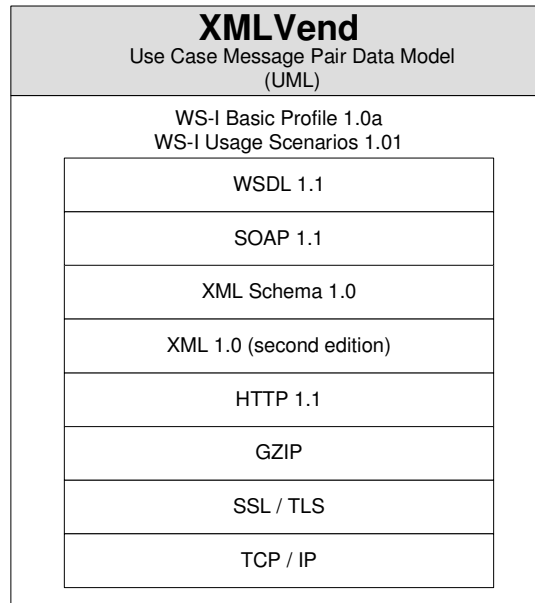 XMLVend
Use Case Message Pair Data Model
(UML)
WS-I Basic Profile 1.0a
WS-I Usage Scenarios 1.01
WSDL 1.1
SOAP 1.1
XML Schema 1.0
XML 1.0 (second edition)
HTTP 1.1
GZIP
SSL / TLS
TCP / IP